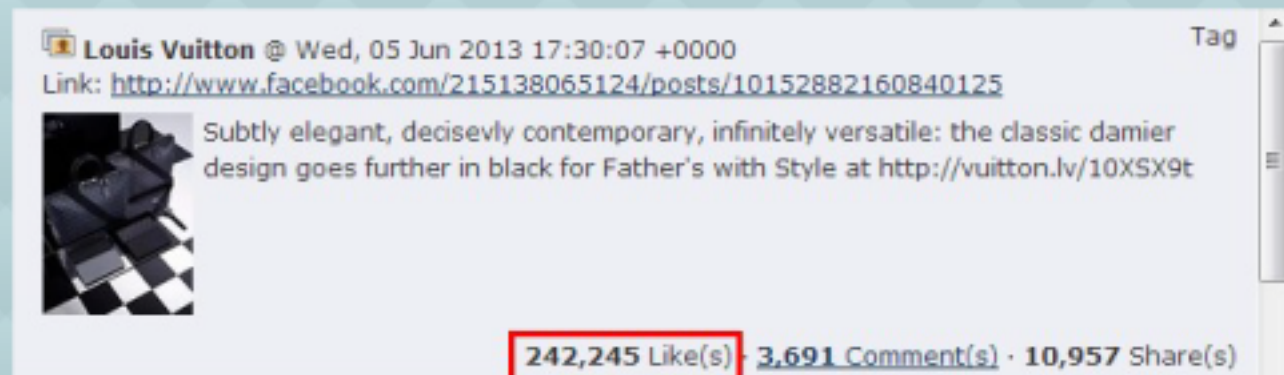 Louis Vuitton @ Wed, 05 Jun 2013 17:30:07 +0000
Tag
Link: http://www.facebook.com/215138065124/posts/10152882160840125
Subtly elegant, decisevly contemporary, infinitely versatile: the classic damier
design goes further in black for Father's with Style at http://vuitton.lv/10XSX9t
242,245 Like(s) · 3,691 Comment(s) · 10,957 Share(s)